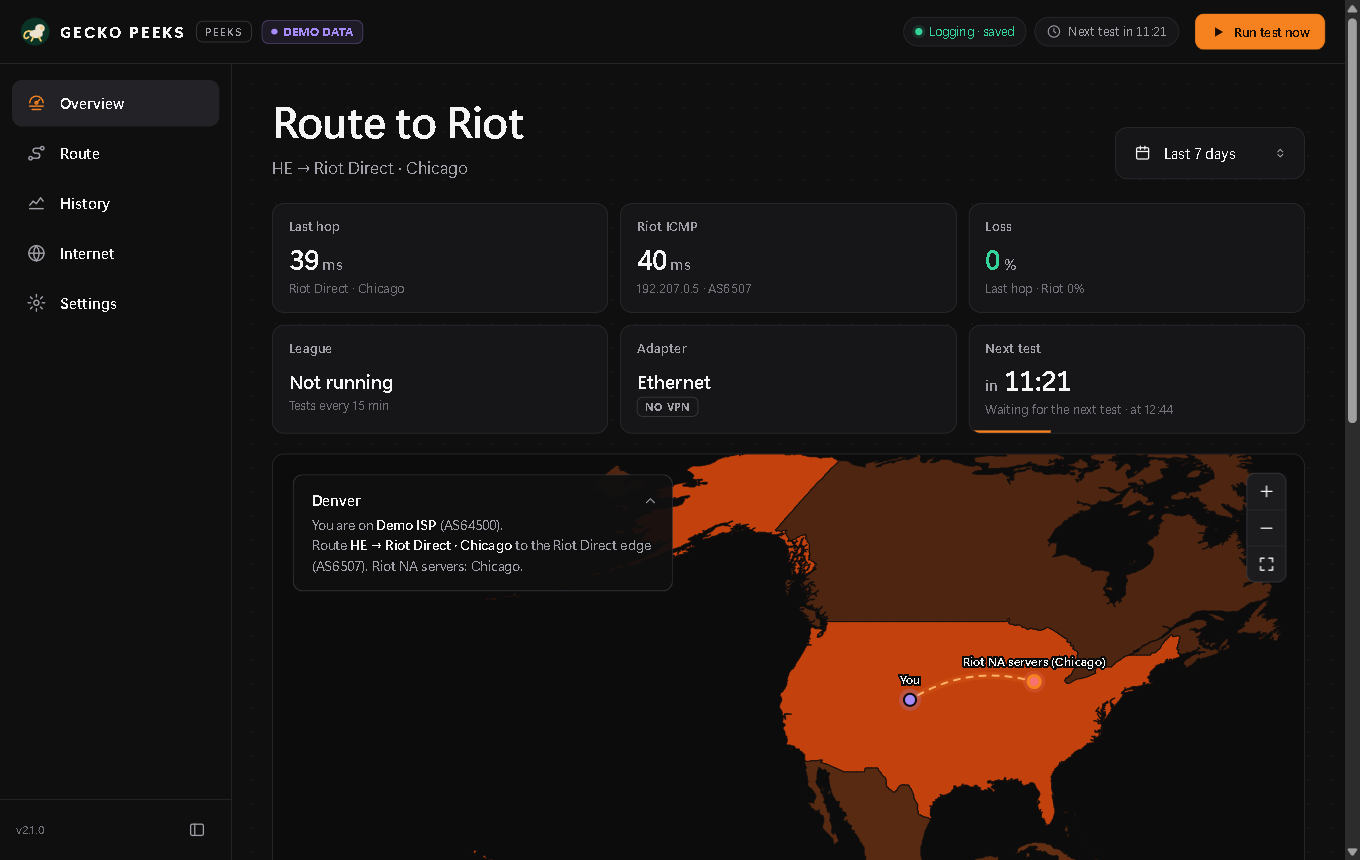 GECKO PEEKS PEEKS DEMO DATA Logging · saved Next test in 11:21 Run test now
Overview
Route
History
Internet
Settings
v2.1.0
Route to Riot
HE → Riot Direct · Chicago
Last 7 days
Last hop
39 ms
Riot Direct · Chicago
Riot ICMP
40 ms
192.207.0.5 · AS6507
Loss
0 %
Last hop · Riot 0%
League
Not running
Tests every 15 min
Adapter
Ethernet
NO VPN
Next test
in 11:21
Waiting for the next test · at 12:44
Denver
You are on Demo ISP (AS64500).
Route HE → Riot Direct · Chicago to the Riot Direct edge
(AS6507). Riot NA servers: Chicago.
Riot NA servers (Chicago)
You